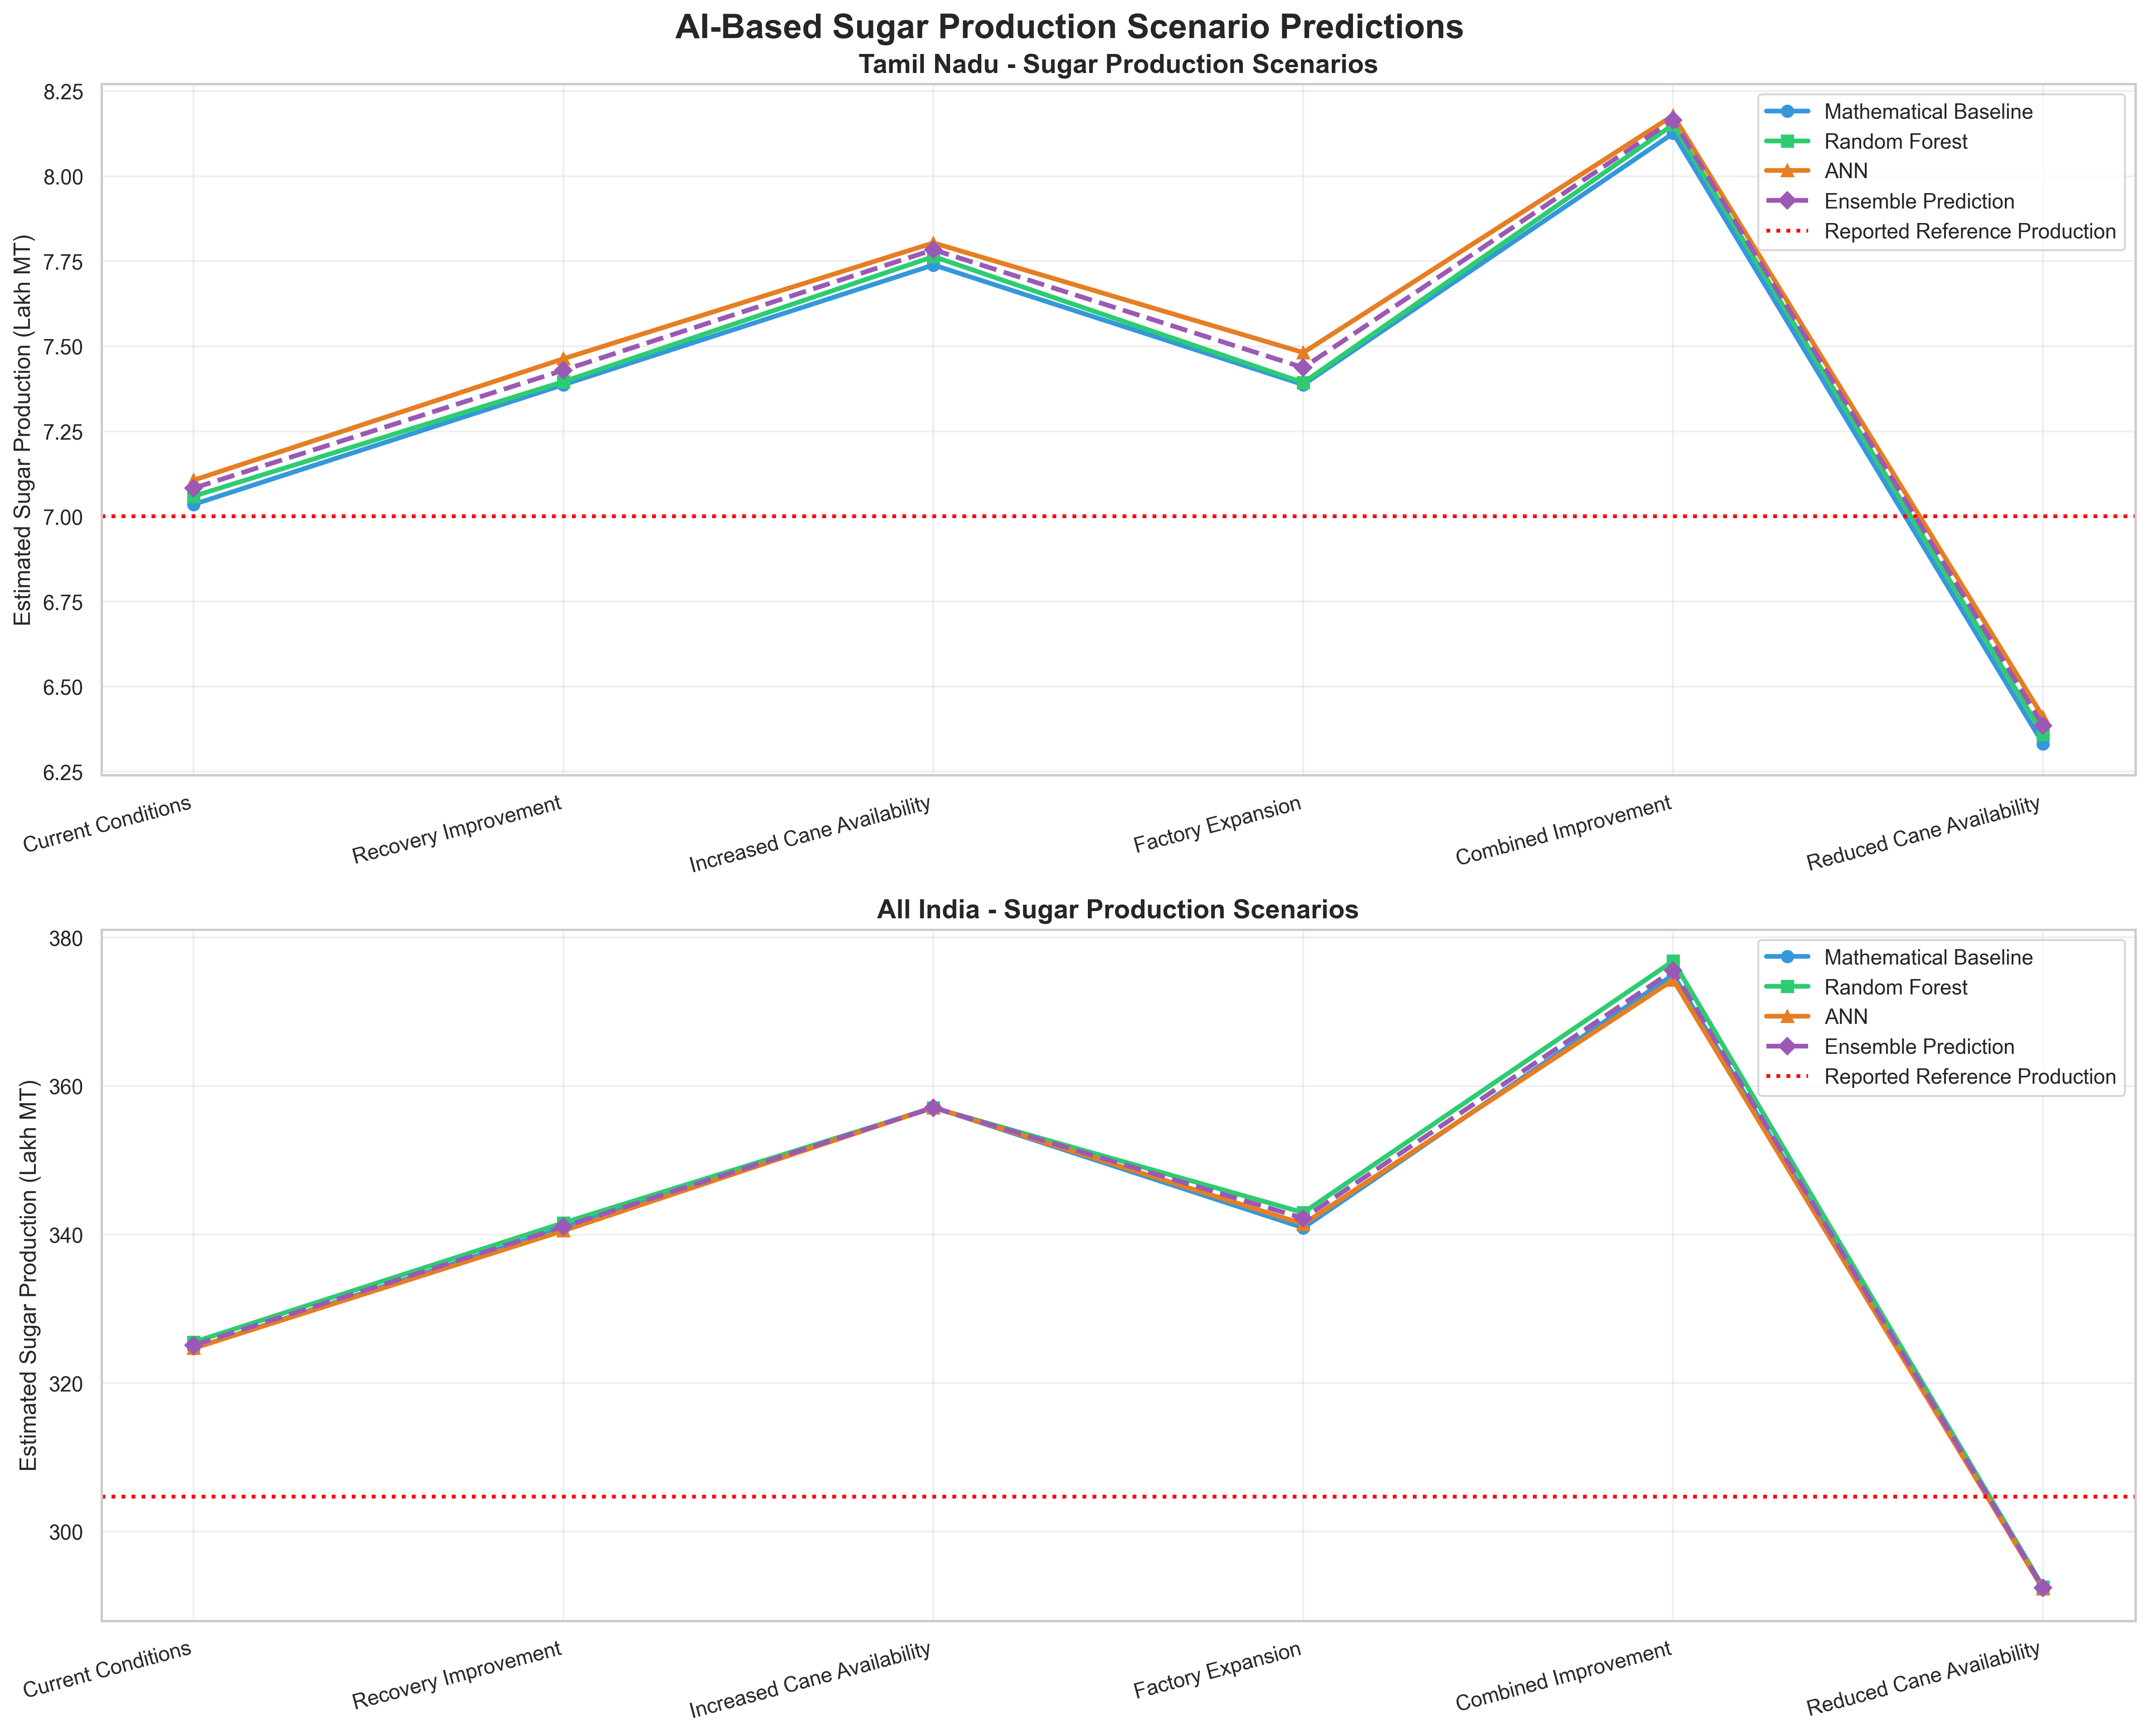 AI-Based Sugar Production Scenario Predictions
Tamil Nadu - Sugar Production Scenarios
Estimated Sugar Production (Lakh MT)
8.25
8.00
7.75
7.50
7.25
7.00
6.75
6.50
6.25
Mathematical Baseline
Random Forest
ANN
Ensemble Prediction
Reported Reference Production
Current Conditions
Recovery Improvement
Increased Cane Availability
Factory Expansion
Combined Improvement
Reduced Cane Availability
All India - Sugar Production Scenarios
Estimated Sugar Production (Lakh MT)
380
360
340
320
300
Mathematical Baseline
Random Forest
ANN
Ensemble Prediction
Reported Reference Production
Current Conditions
Recovery Improvement
Increased Cane Availability
Factory Expansion
Combined Improvement
Reduced Cane Availability